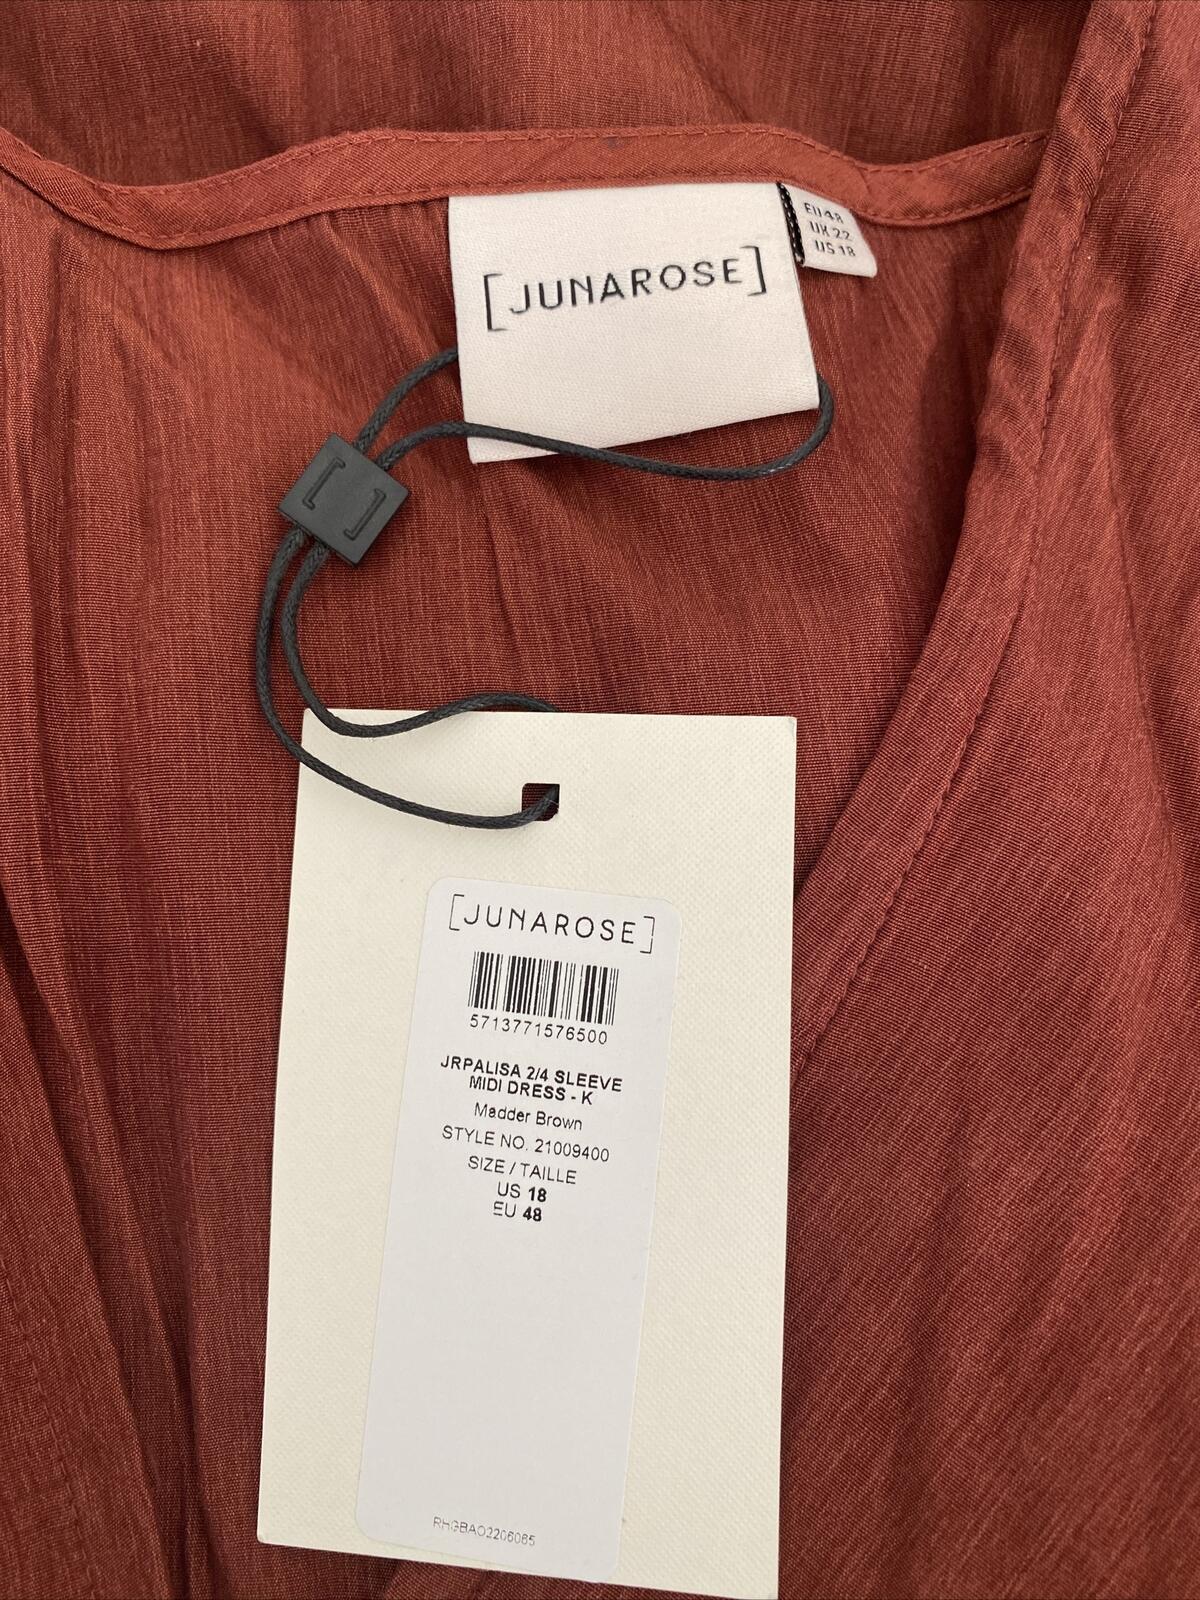 [JUNAROSE]
EU 48
UK 22
US 18
[ ]
[JUNAROSE]
5713771576500
JRPALISA 2/4 SLEEVE
MIDI DRESS - K
Madder Brown
STYLE NO. 21009400
SIZE / TAILLE
US 18
EU 48
RHGBAO2206085